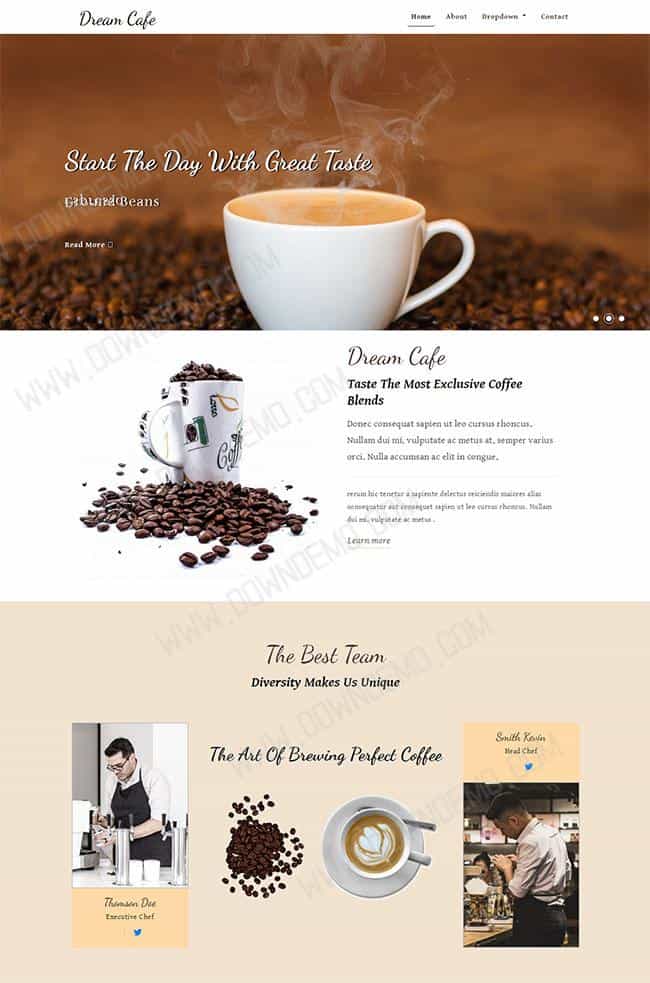 Dream Cafe
Home About Dropdown Contact
Start The Day With Great Taste
Ground Beans
Read More
WWW.DOWNDEMO.COM
Dream Cafe
Taste The Most Exclusive Coffee
Blends
Donec consequat sapien ut leo cursus rhoncus.
Nullam dui mi, vulputate ac metus at, semper varius
orci. Nulla accumsan ac elit in congue.
rerum hic tenetur a sapiente delectus reiciendis maiores alias
consequatur aut consequat sapien ut leo cursus rhoncus. Nullam
dui mi, vulputate ac metus .
Learn more
WWW.DOWNDEMO.COM
The Best Team
Diversity Makes Us Unique
The Art Of Brewing Perfect Coffee
Smith Kevin
Head Chef
Thomson Doe
Executive Chef